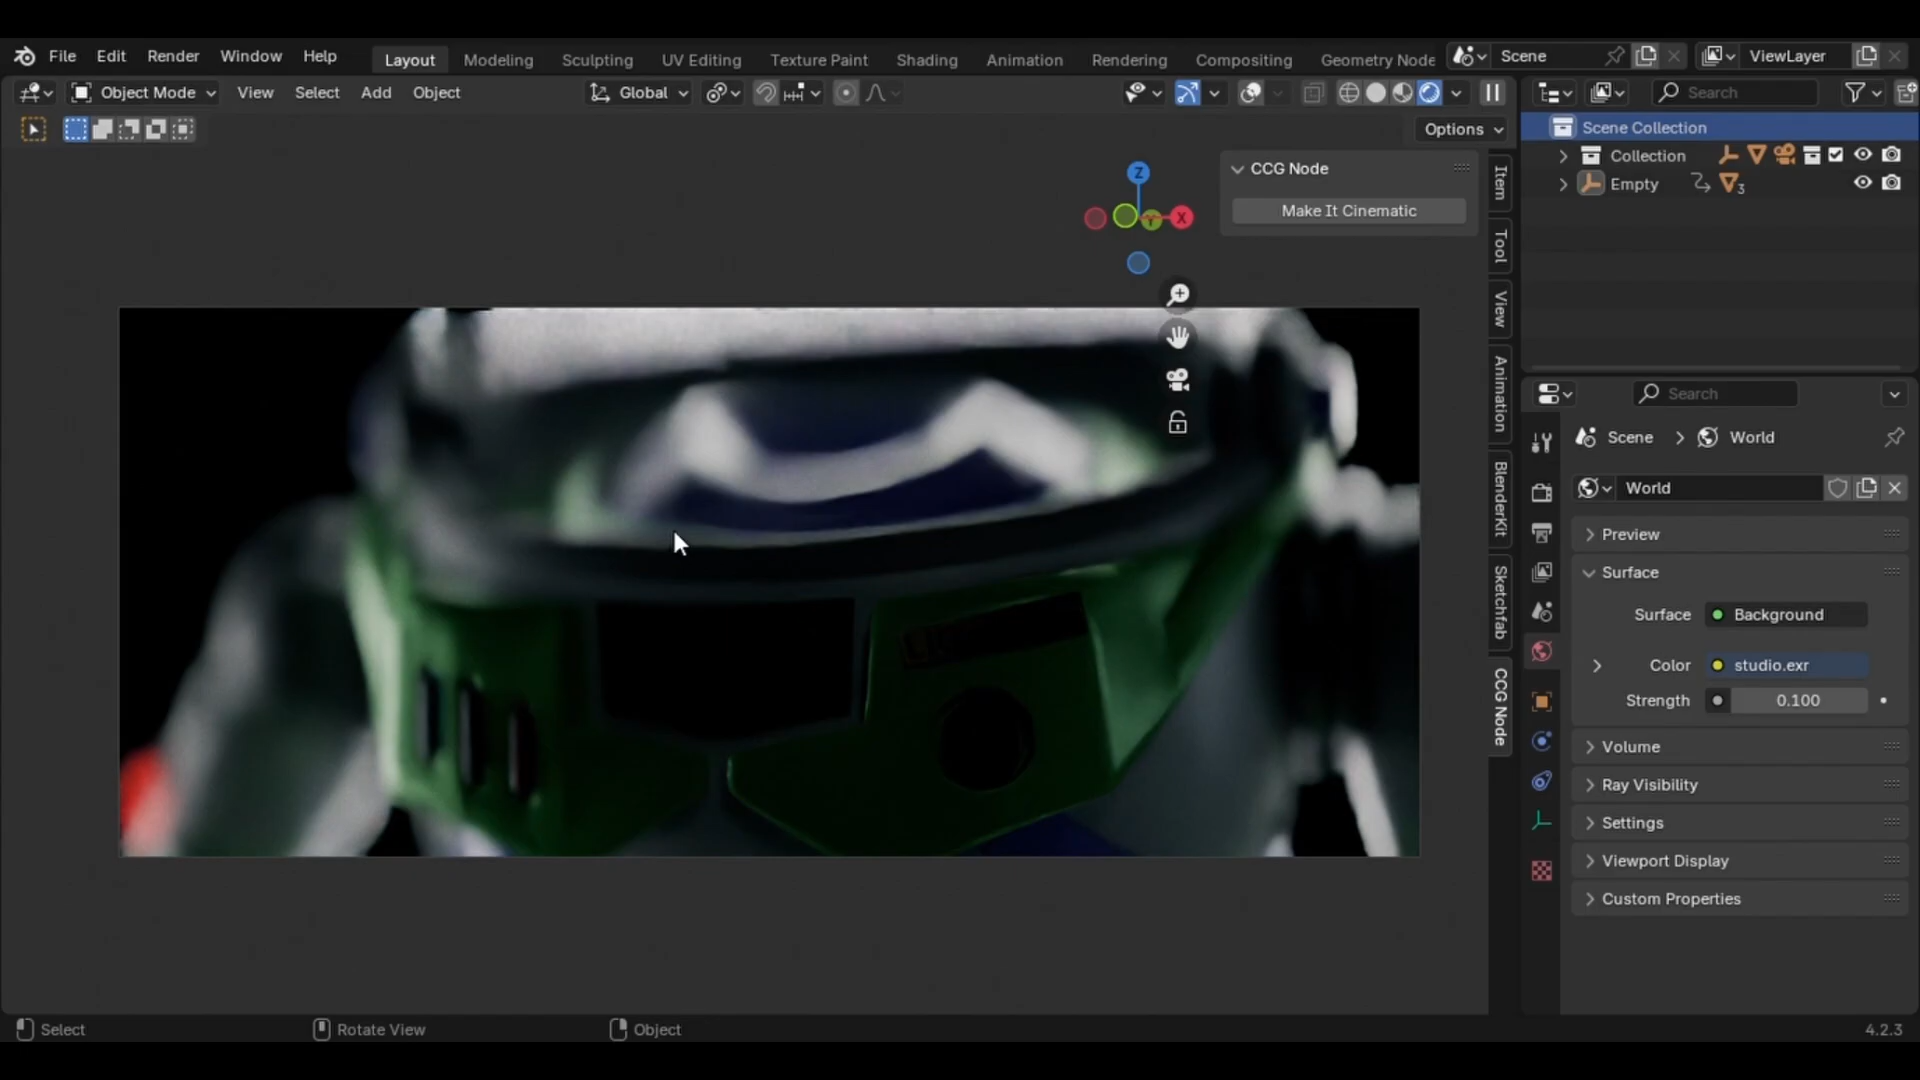 File Edit Render Window Help Layout Modeling Sculpting UV Editing Texture Paint Shading Animation Rendering Compositing Geometry Node Scene ViewLayer
Object Mode View Select Add Object Global Search
Options
Scene Collection
Collection
Empty
3
CCG Node
Make It Cinematic
Z
Y
X
Item
Tool
View
Animation
BlenderKit
Sketchfab
CCG Node
Search
Scene > World
World
Preview
Surface
Surface Background
Color studio.exr
Strength 0.100
Volume
Ray Visibility
Settings
Viewport Display
Custom Properties
Select Rotate View Object 4.2.3